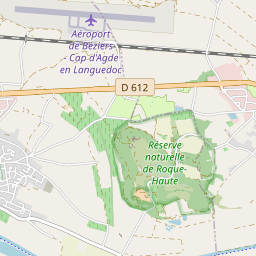 Aéroport
de Béziers-
- Cap d'Agde
en Languedoc
D 612
Réserve
naturelle
de Roque-
Haute